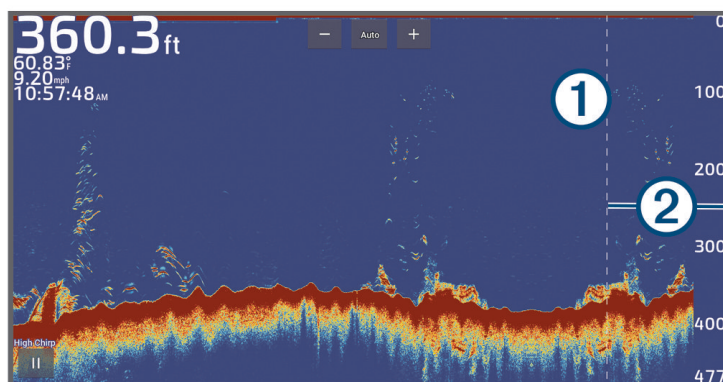 360.3ft
60.83°F
9.20mph
10:57:48AM
− Auto +
0
100
200
300
400
477
1
2
High Chirp